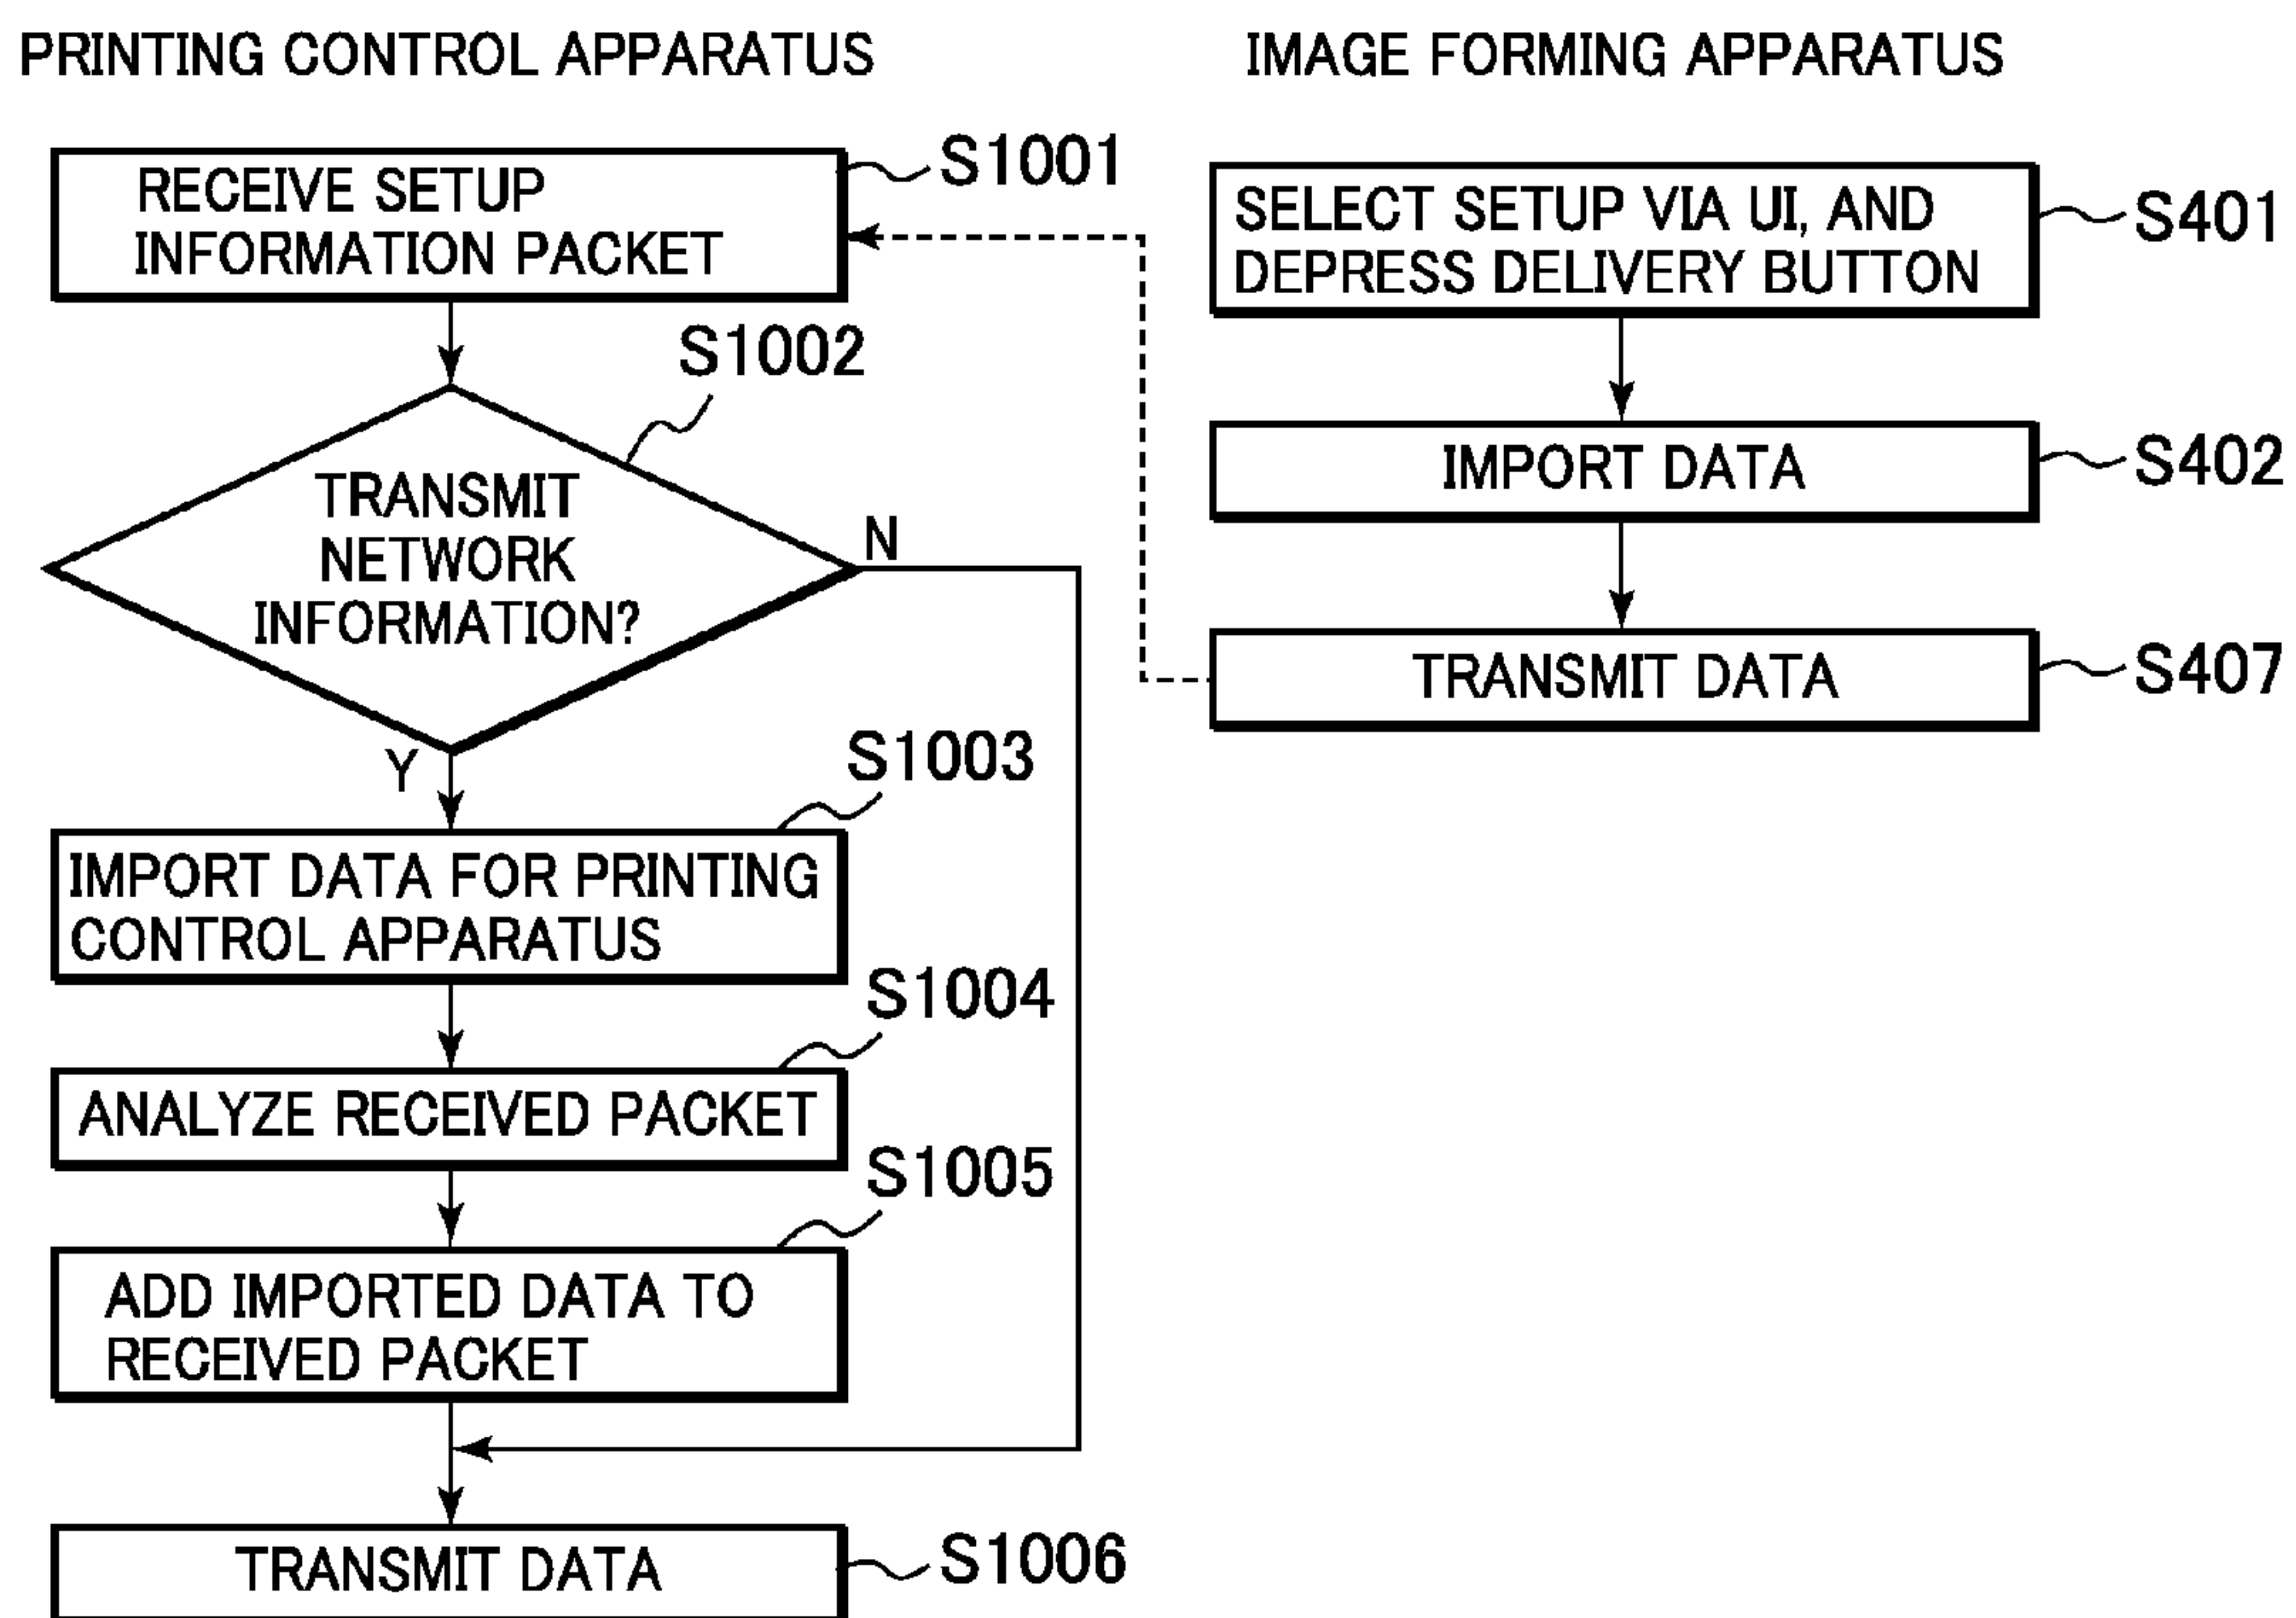 PRINTING CONTROL APPARATUS
RECEIVE SETUP
INFORMATION PACKET
S1001
S1002
TRANSMIT
NETWORK
INFORMATION?
N
Y
S1003
IMPORT DATA FOR PRINTING
CONTROL APPARATUS
S1004
ANALYZE RECEIVED PACKET
S1005
ADD IMPORTED DATA TO
RECEIVED PACKET
TRANSMIT DATA
S1006
IMAGE FORMING APPARATUS
SELECT SETUP VIA UI, AND
DEPRESS DELIVERY BUTTON
S401
IMPORT DATA
S402
TRANSMIT DATA
S407